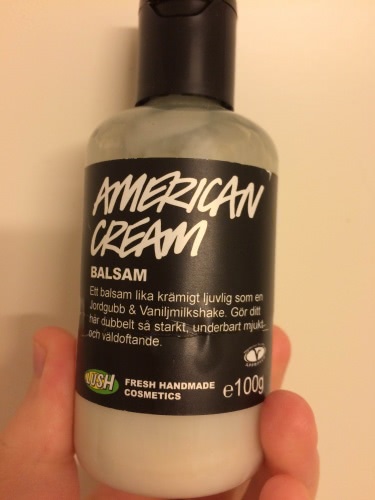 AMERICAN
CREAM
BALSAM
Ett balsam lika krämigt ljuvlig som en
Jordgubb & Vaniljmilkshake. Gör ditt
hår dubbelt så starkt, underbart mjukt
och väldoftande.
LUSH
FRESH HANDMADE
COSMETICS
e100g